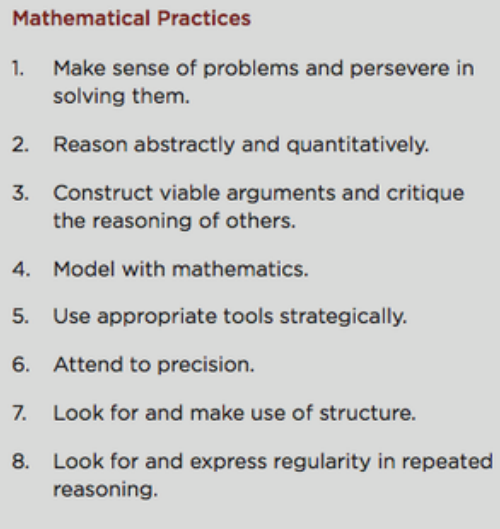 Mathematical Practices
1. Make sense of problems and persevere in
solving them.
2. Reason abstractly and quantitatively.
3. Construct viable arguments and critique
the reasoning of others.
4. Model with mathematics.
5. Use appropriate tools strategically.
6. Attend to precision.
7. Look for and make use of structure.
8. Look for and express regularity in repeated
reasoning.